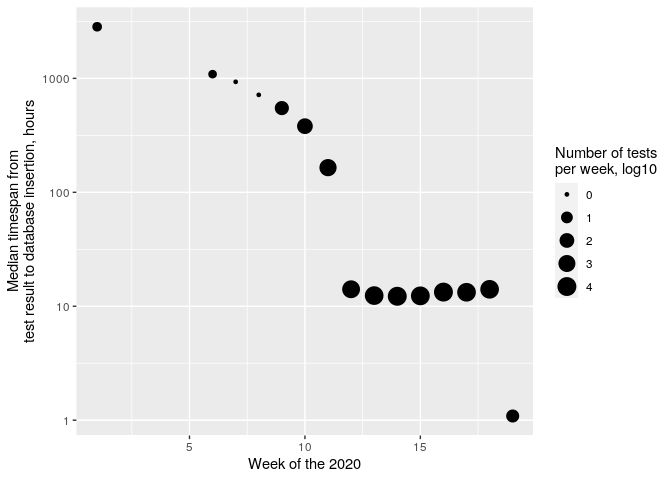 Median timespan from
test result to database insertion, hours
1000
100
10
1
5
10
15
Week of the 2020
Number of tests
per week, log10
0
1
2
3
4